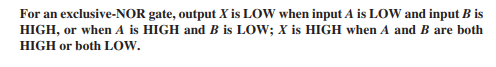 For an exclusive-NOR gate, output X is LOW when input A is LOW and input B is
HIGH, or when A is HIGH and B is LOW; X is HIGH when A and B are both
HIGH or both LOW.